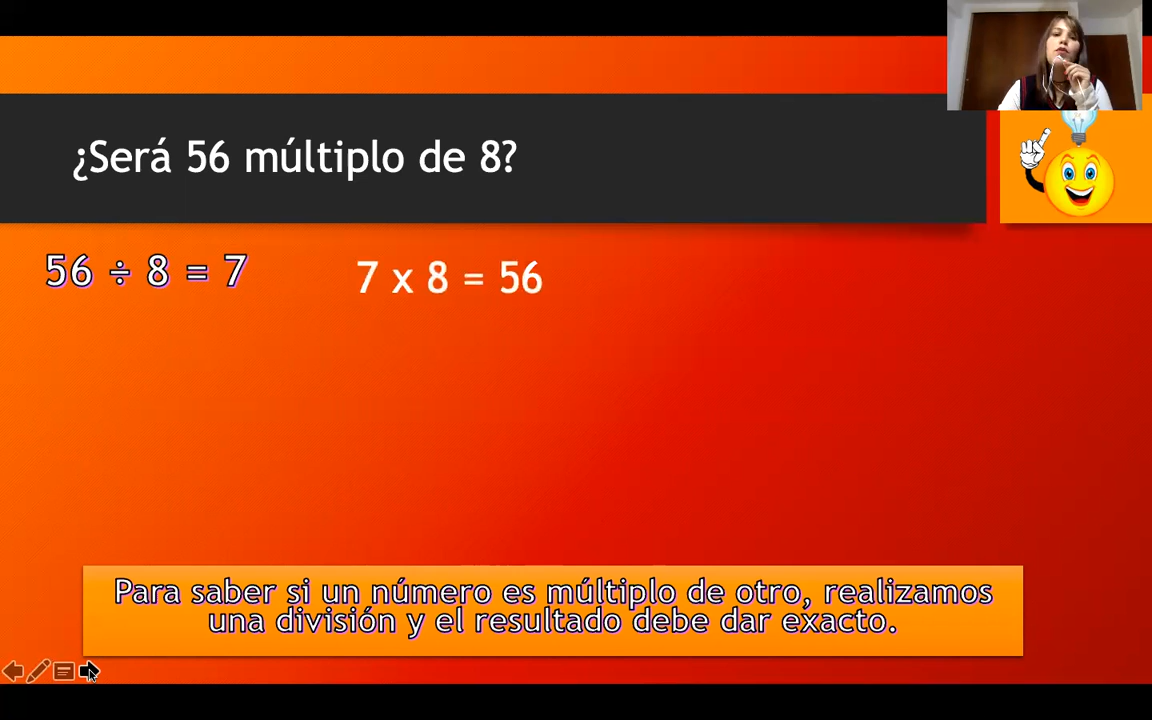 ¿Será 56 múltiplo de 8?
56 ÷ 8 = 7
7 x 8 = 56
Para saber si un número es múltiplo de otro, realizamos
una división y el resultado debe dar exacto.